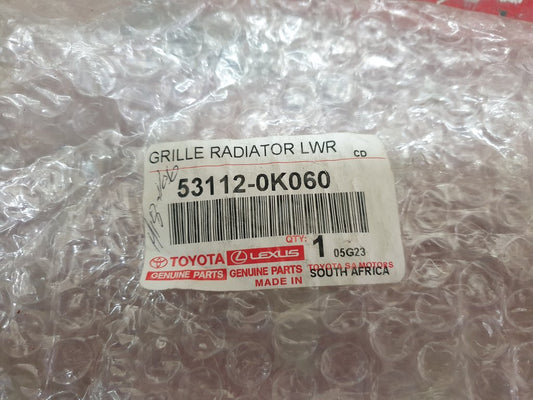 GRILLE RADIATOR LWR CD
53112-0K060
QTY: 1 05G23
TOYOTA LEXUS TOYOTA S A MOTORS
GENUINE PARTS GENUINE PARTS SOUTH AFRICA
MADE IN